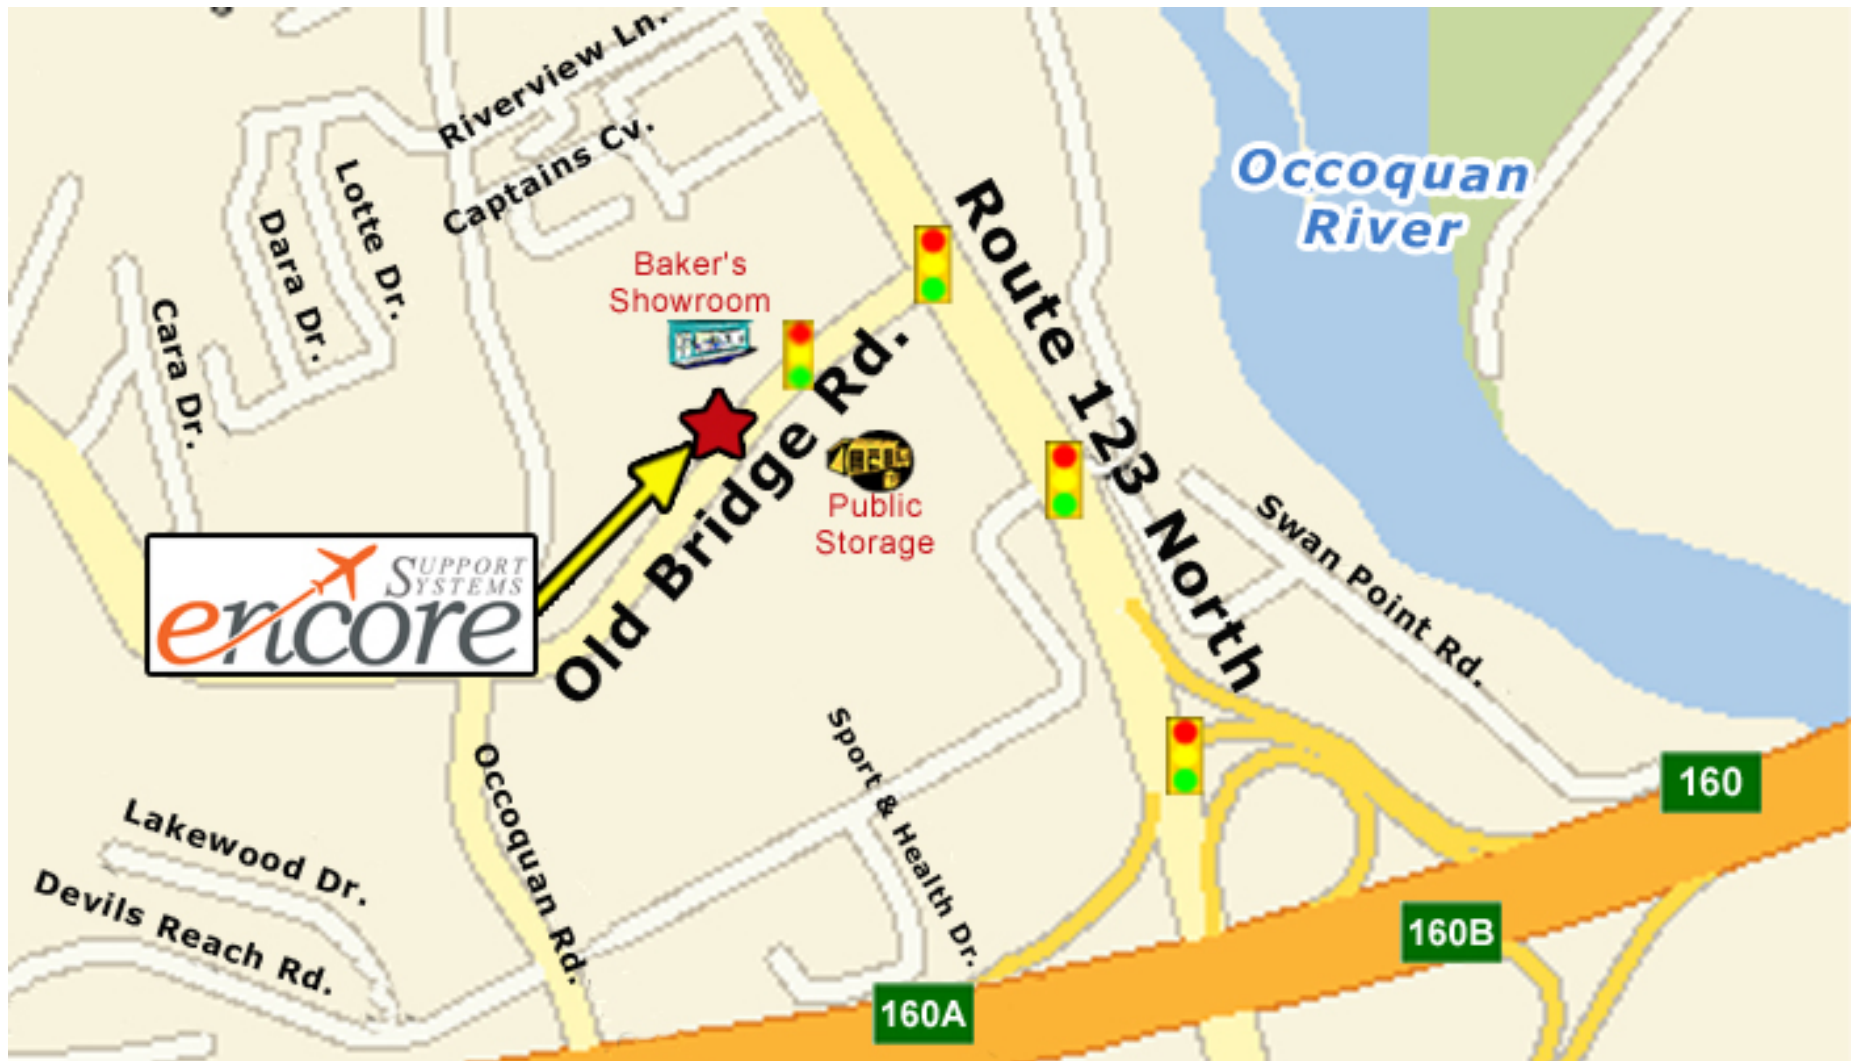 Riverview Ln.
Captains Cv.
Lotte Dr.
Dara Dr.
Cara Dr.
Baker's
Showroom
Route 123 North
Occoquan
River
Old Bridge Rd.
Public
Storage
Swan Point Rd.
SUPPORT
SYSTEMS
encore
Sport & Health Dr.
Occoquan Rd.
Lakewood Dr.
Devils Reach Rd.
160
160B
160A